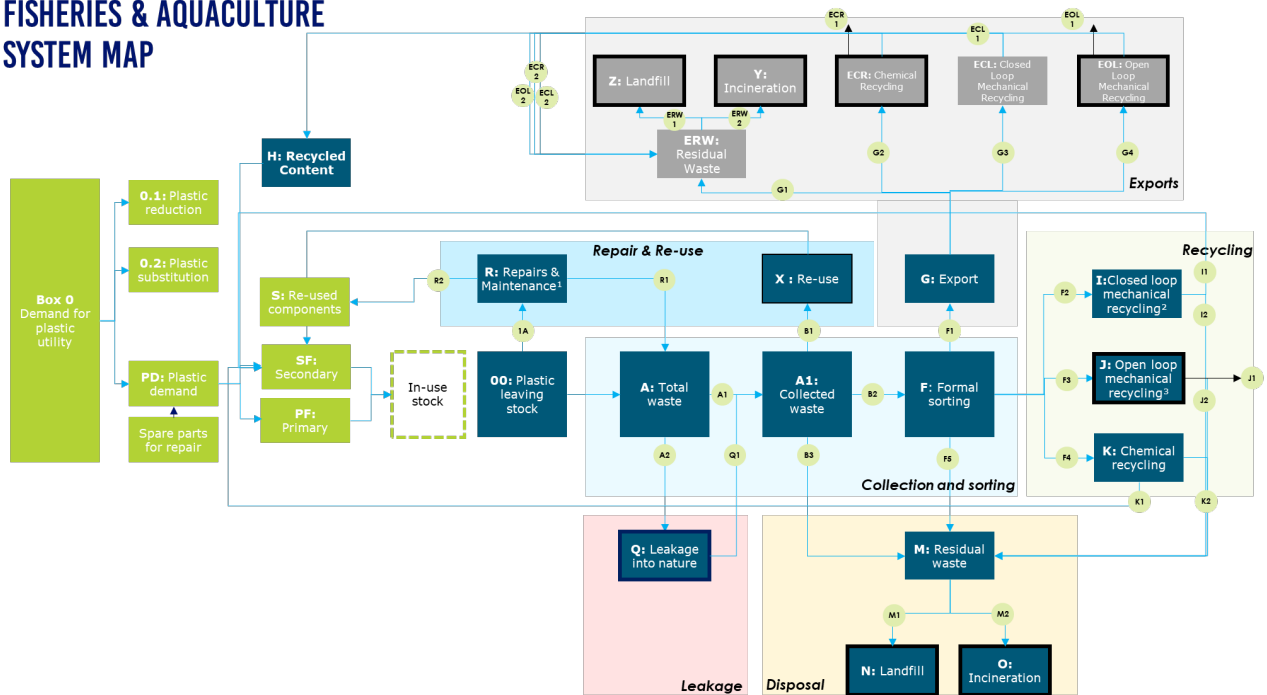 FISHERIES & AQUACULTURE
SYSTEM MAP
ECR
1
ECL
1
EOL
1
ECR
2
EOL
2
ECL
2
Z: Landfill
Y:
Incineration
ECR: Chemical
Recycling
ECL: Closed
Loop
Mechanical
Recycling
EOL: Open
Loop
Mechanical
Recycling
ERW
1
ERW
2
ERW:
Residual
Waste
G1
G2
G3
G4
Exports
H: Recycled
Content
Box 0
Demand for
plastic
utility
0.1: Plastic
reduction
0.2: Plastic
substitution
PD: Plastic
demand
Spare parts
for repair
S: Re-used
components
SF:
Secondary
PF:
Primary
In-use
stock
Repair & Re-use
R2
R: Repairs &
Maintenance¹
R1
X : Re-use
G: Export
1A
B1
F1
00: Plastic
leaving
stock
A: Total
waste
A1
A1:
Collected
waste
B2
F: Formal
sorting
A2
Q1
B3
F5
Collection and sorting
Recycling
I1
F2
I:Closed loop
mechanical
recycling²
I2
F3
J: Open loop
mechanical
recycling³
J1
J2
F4
K: Chemical
recycling
K1
K2
Q: Leakage
into nature
Leakage
M: Residual
waste
M1
M2
N: Landfill
O:
Incineration
Disposal